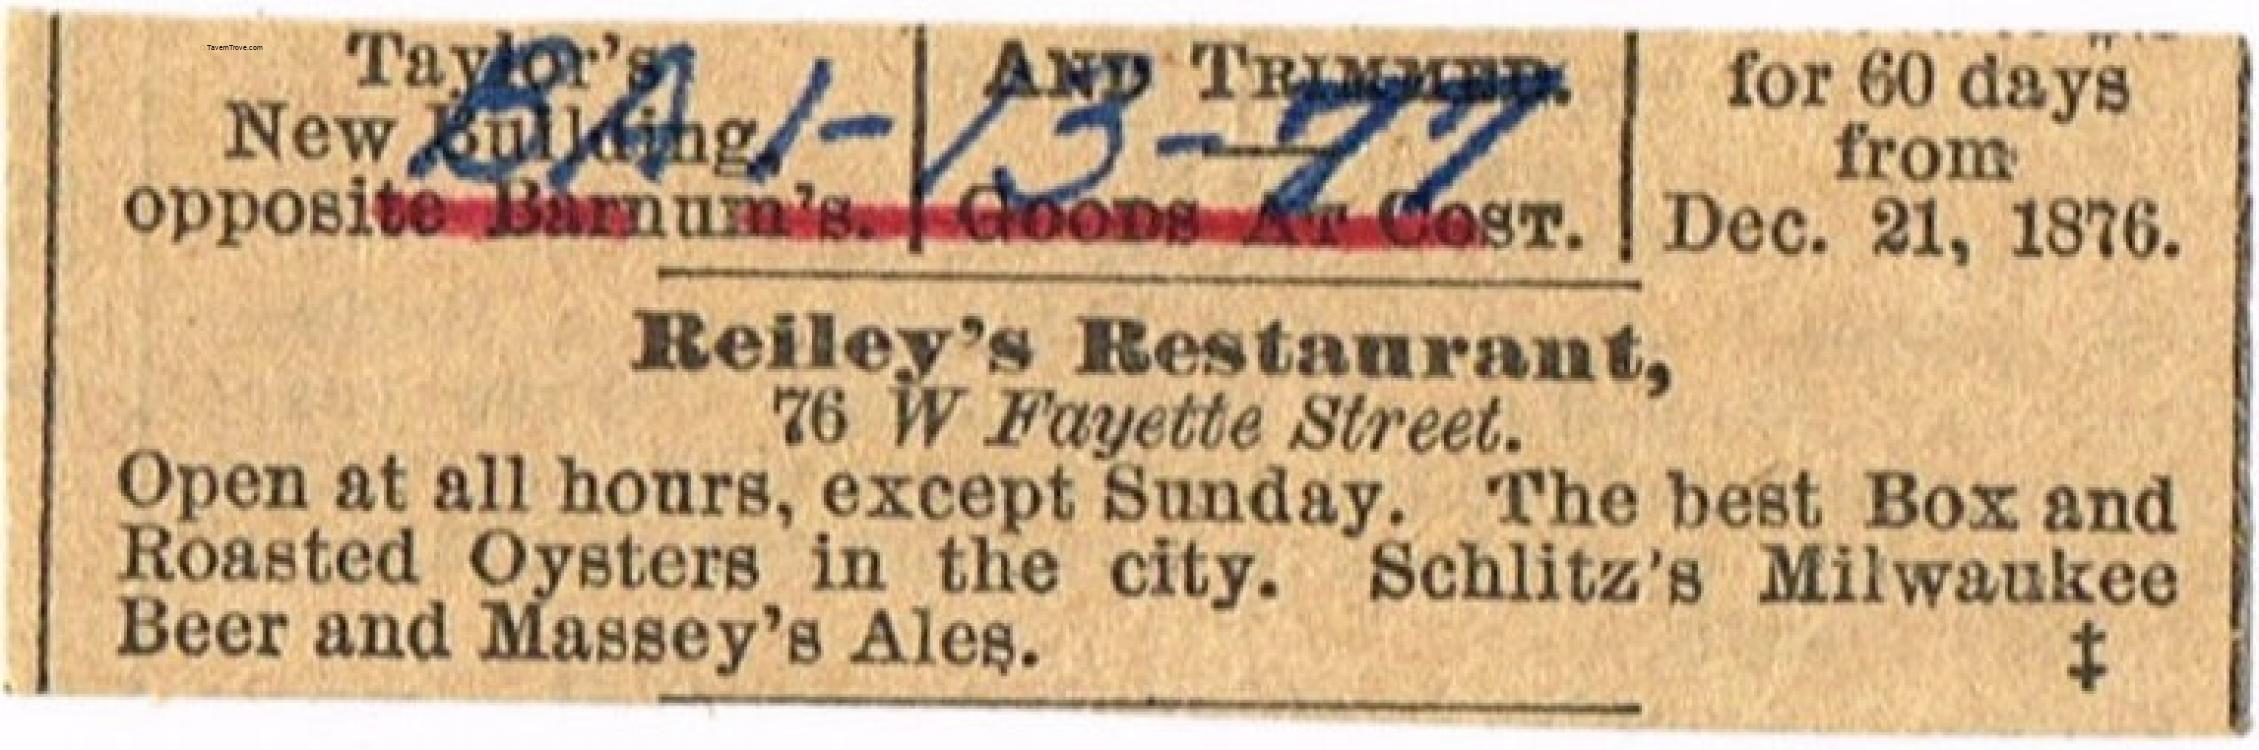 TavernTrove.com
Taylor's
New Building,
opposite Barnum's.
AND TRIMMED.
GOODS AT COST.
for 60 days
from
Dec. 21, 1876.
BA 1-13-77
Reiley's Restaurant,
76 W Fayette Street.
Open at all hours, except Sunday. The best Box and
Roasted Oysters in the city. Schlitz's Milwaukee
Beer and Massey's Ales.
‡